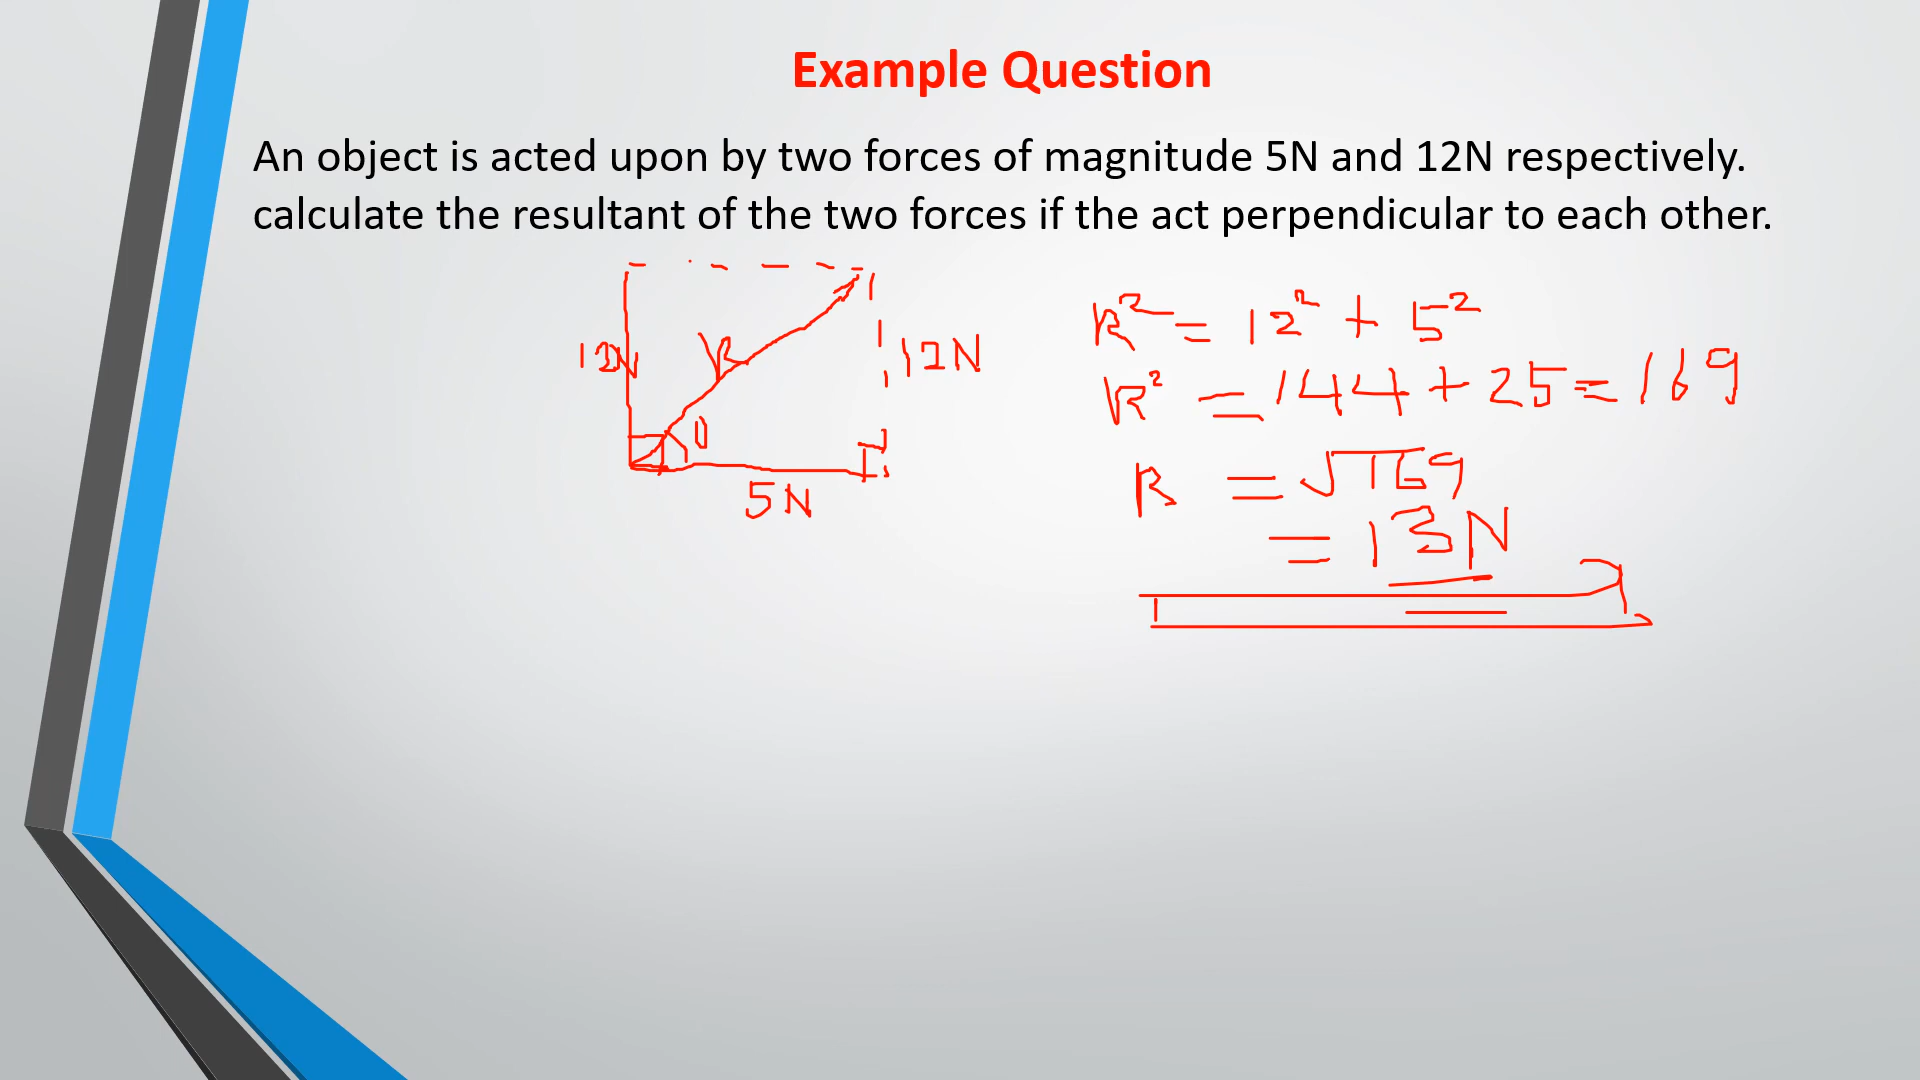 Example Question
An object is acted upon by two forces of magnitude 5N and 12N respectively.
calculate the resultant of the two forces if the act perpendicular to each other.
12N
R
12N
5N
R² = 12² + 5²
R² = 144 + 25 = 169
R = √169
= 13N